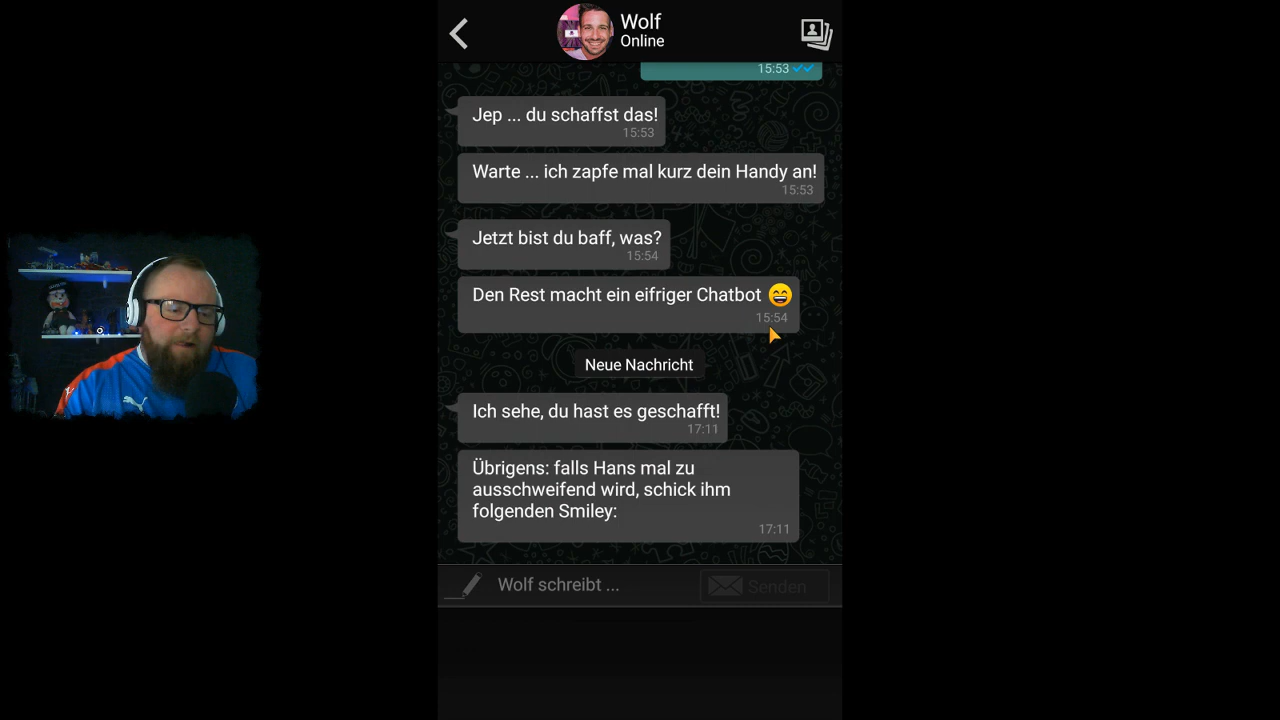 Wolf
Online
15:53
Jep ... du schaffst das!
15:53
Warte ... ich zapfe mal kurz dein Handy an!
15:53
Jetzt bist du baff, was?
15:54
Den Rest macht ein eifriger Chatbot 😄
15:54
Neue Nachricht
Ich sehe, du hast es geschafft!
17:11
Übrigens: falls Hans mal zu
ausschweifend wird, schick ihm
folgenden Smiley:
17:11
Wolf schreibt ...
Senden